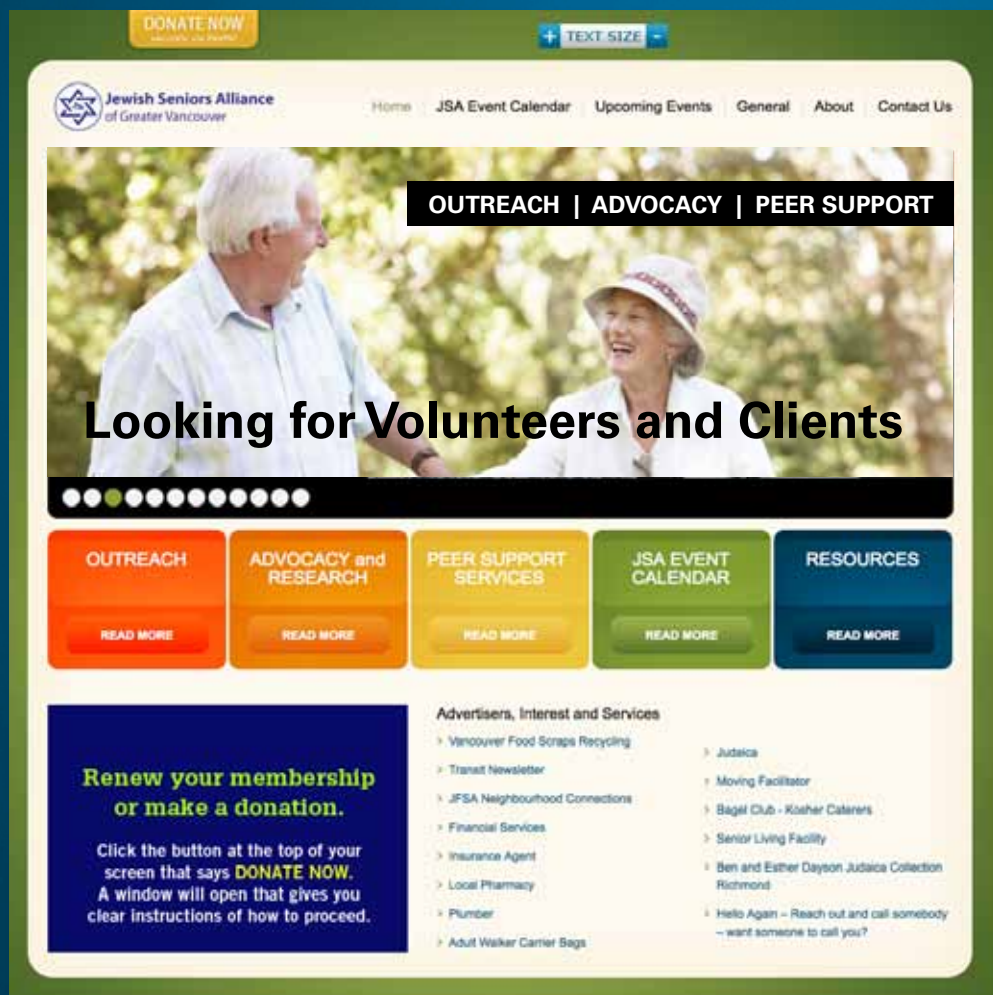 DONATE NOW
+ TEXT SIZE -
Jewish Seniors Alliance
of Greater Vancouver
Home
JSA Event Calendar
Upcoming Events
General
About
Contact Us
OUTREACH | ADVOCACY | PEER SUPPORT
Looking for Volunteers and Clients
OUTREACH
READ MORE
ADVOCACY and
RESEARCH
READ MORE
PEER SUPPORT
SERVICES
READ MORE
JSA EVENT
CALENDAR
READ MORE
RESOURCES
READ MORE
Renew your membership
or make a donation.
Click the button at the top of your
screen that says DONATE NOW.
A window will open that gives you
clear instructions of how to proceed.
Advertisers, Interest and Services
Vancouver Food Scraps Recycling
Transit Newsletter
JFSA Neighbourhood Connections
Financial Services
Insurance Agent
Local Pharmacy
Plumber
Adult Walker Carrier Bags
Judaica
Moving Facilitator
Bagel Club - Kosher Caterers
Senior Living Facility
Ben and Esther Dayson Judaica Collection
Richmond
Hello Again – Reach out and call somebody
– want someone to call you?